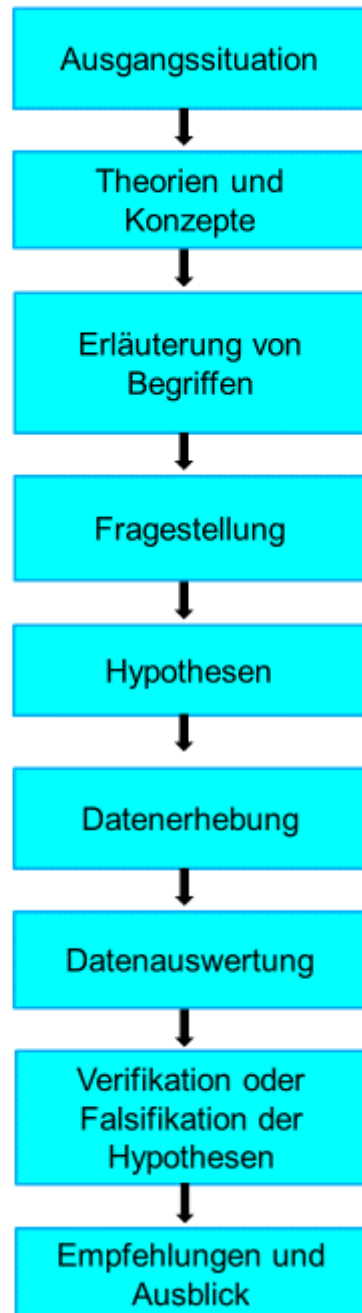 Ausgangssituation
Theorien und
Konzepte
Erläuterung von
Begriffen
Fragestellung
Hypothesen
Datenerhebung
Datenauswertung
Verifikation oder
Falsifikation der
Hypothesen
Empfehlungen und
Ausblick